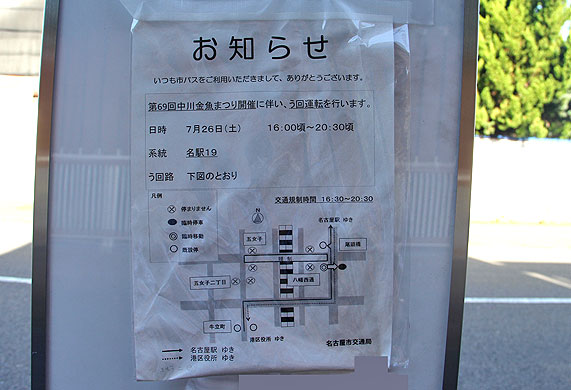 お知らせ
いつも市バスをご利用いただきまして、ありがとうございます。
第69回中川金魚まつり開催に伴い、う回運転を行います。
日時　7月26日(土)　16:00頃~20:30頃
系統　名駅19
う回路　下図のとおり
凡例
停まりません
臨時停車
臨時移動
既設停
交通規制時間 16:30~20:30
N
名古屋駅 ゆき
五女子
尾頭橋
規制
五女子二丁目
八幡西通
牛立町
港区役所 ゆき
名古屋駅 ゆき
港区役所 ゆき
名古屋市交通局